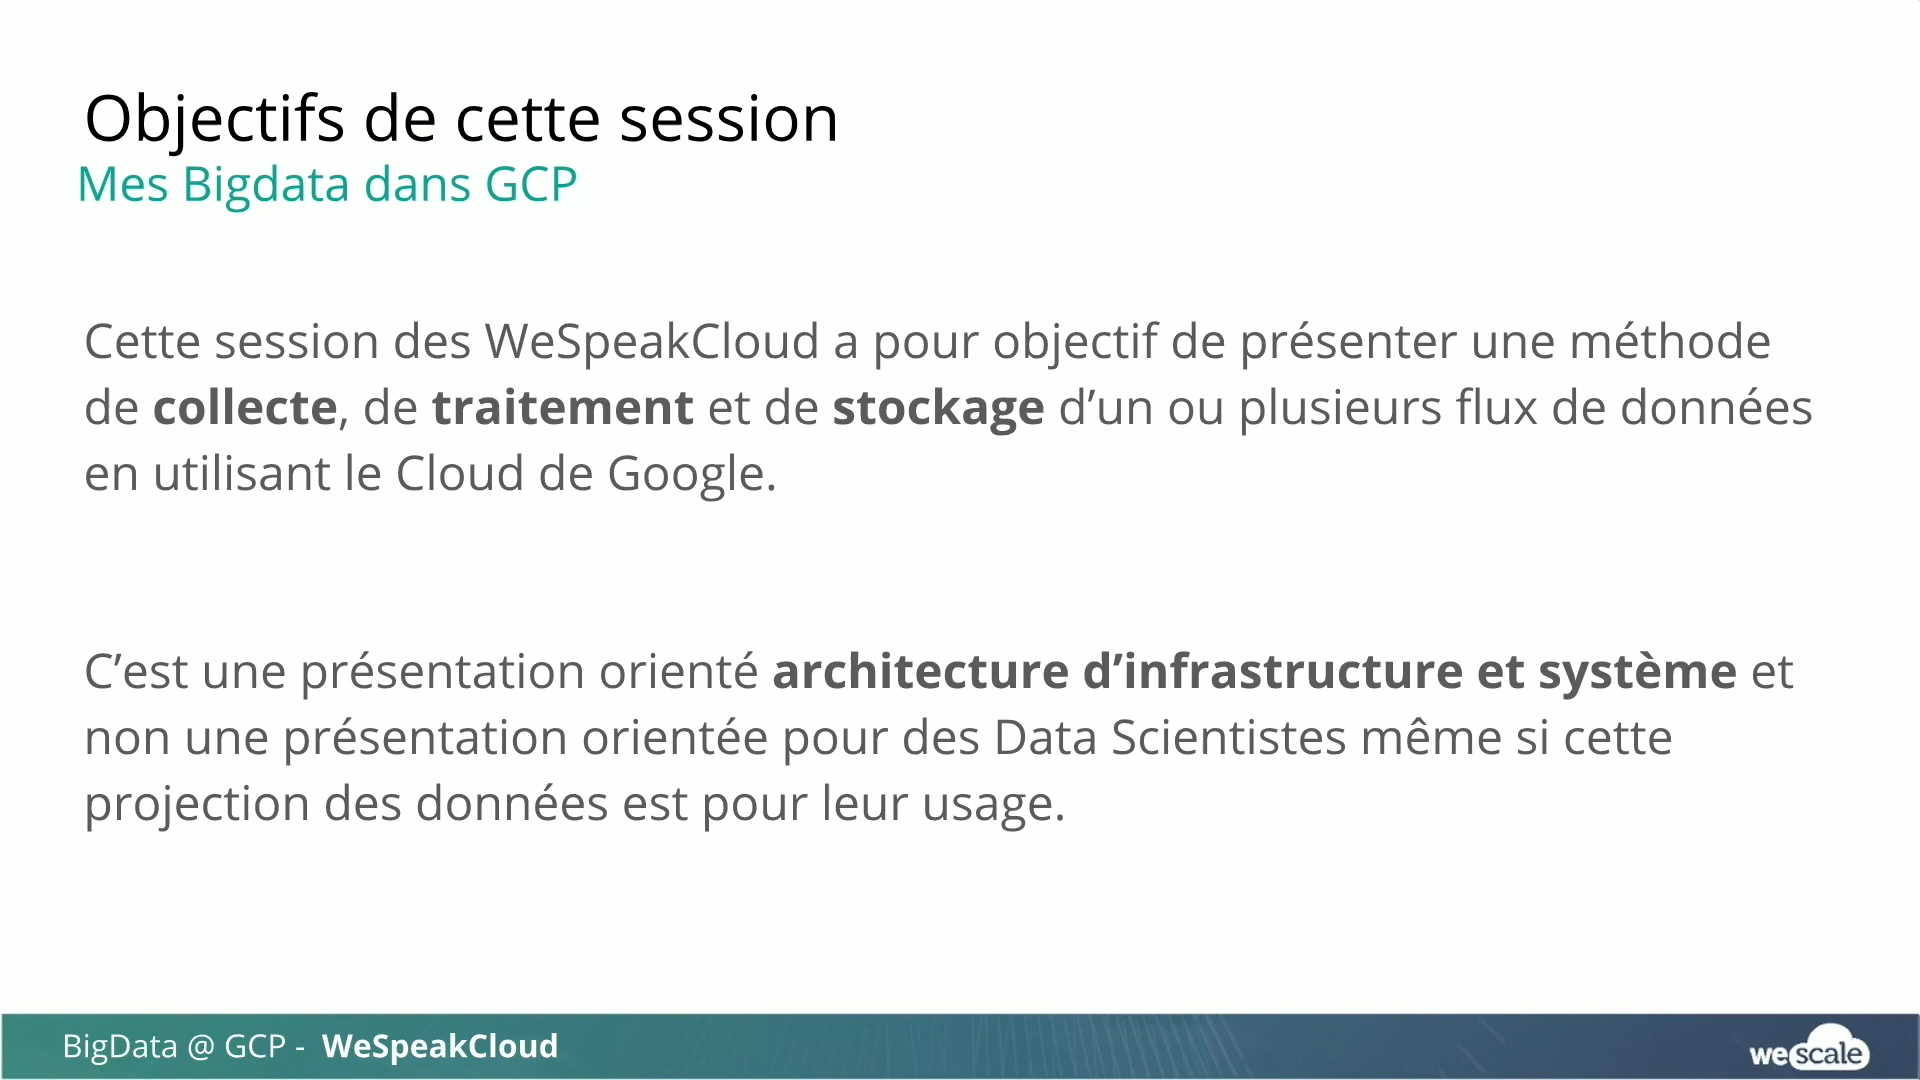 Objectifs de cette session
Mes Bigdata dans GCP
Cette session des WeSpeakCloud a pour objectif de présenter une méthode
de collecte, de traitement et de stockage d’un ou plusieurs flux de données
en utilisant le Cloud de Google.
C’est une présentation orienté architecture d’infrastructure et système et
non une présentation orientée pour des Data Scientistes même si cette
projection des données est pour leur usage.
BigData @ GCP - WeSpeakCloud
wescale